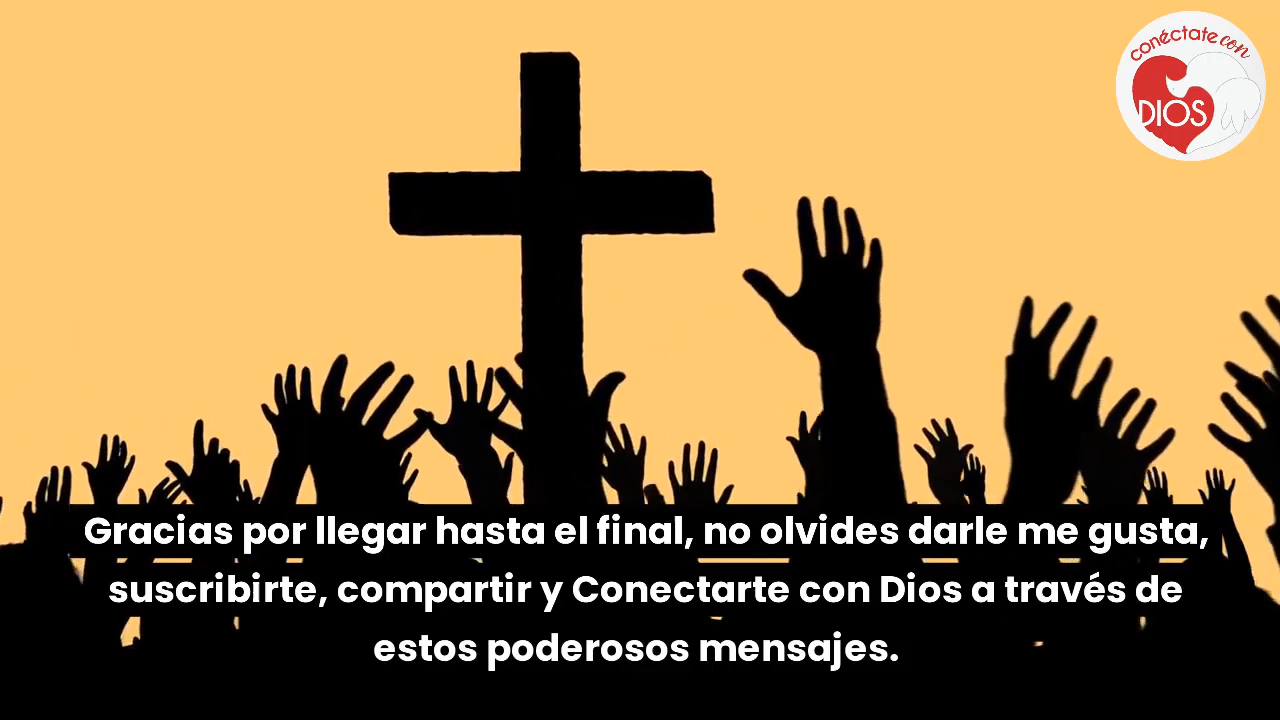 conéctate con
DIOS
Gracias por llegar hasta el final, no olvides darle me gusta,
suscribirte, compartir y Conectarte con Dios a través de
estos poderosos mensajes.